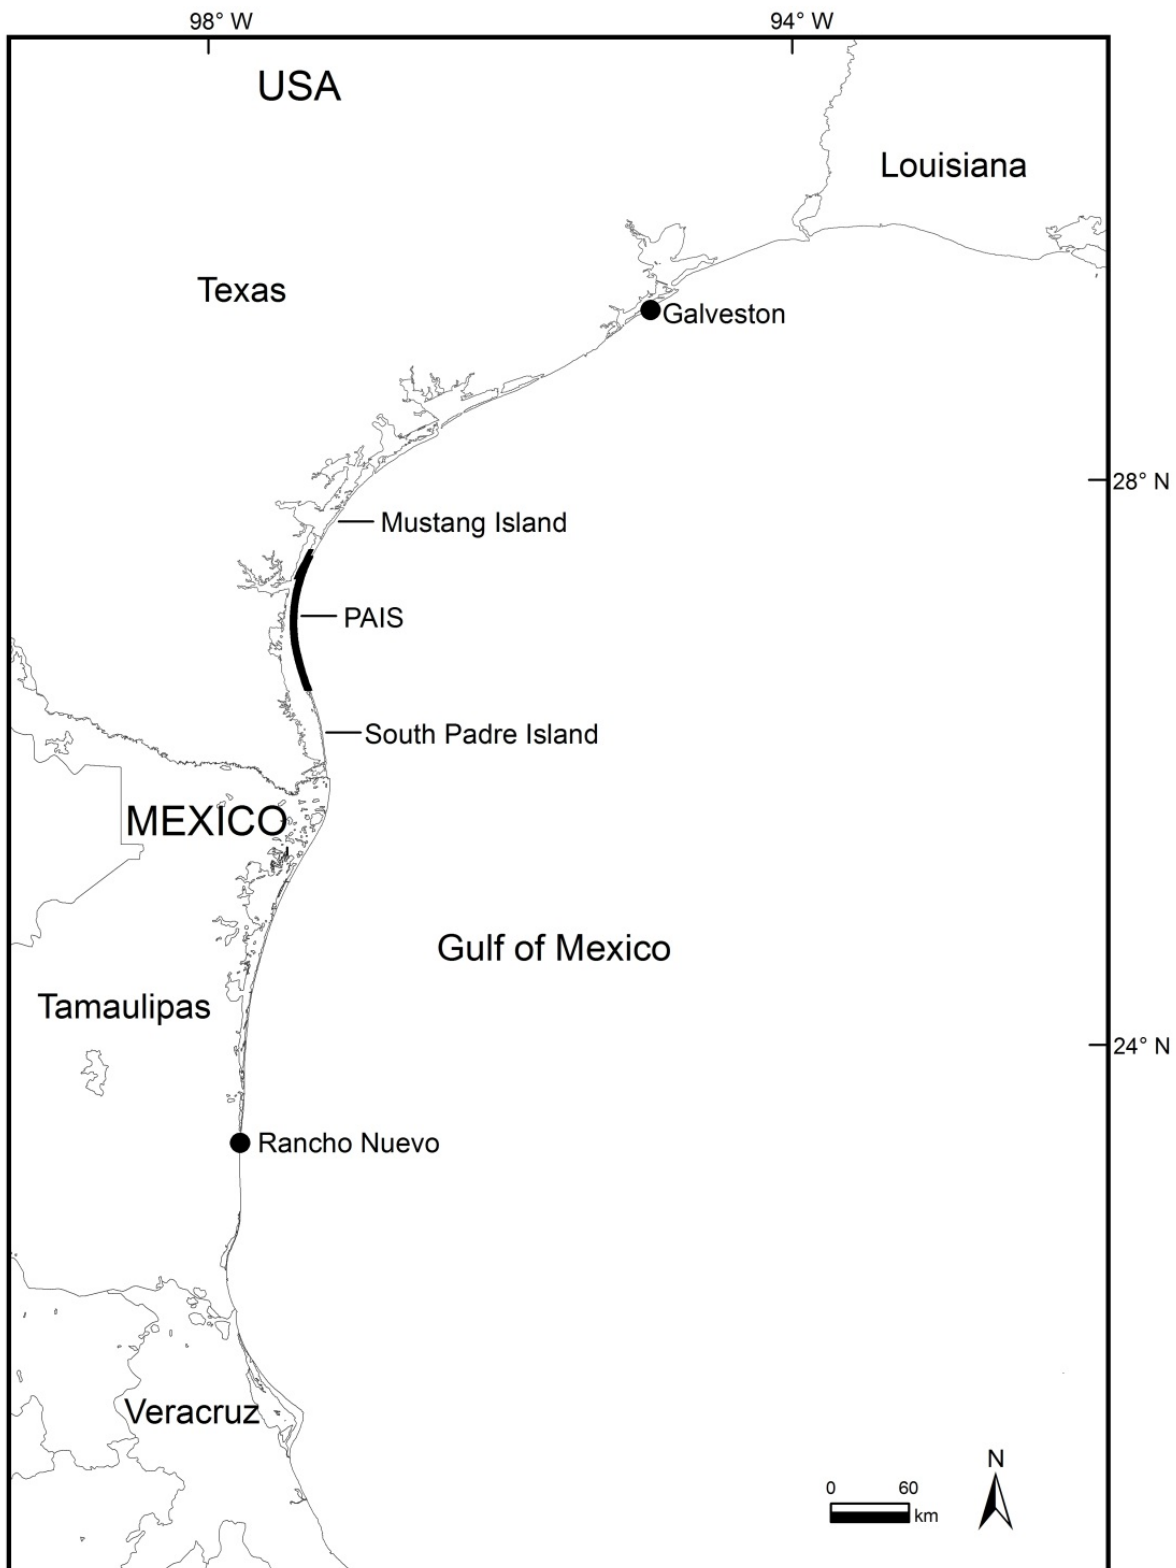 98° W
94° W
USA
Louisiana
Texas
Galveston
28° N
Mustang Island
PAIS
South Padre Island
MEXICO
Gulf of Mexico
Tamaulipas
24° N
Rancho Nuevo
Veracruz
N
0 60
km